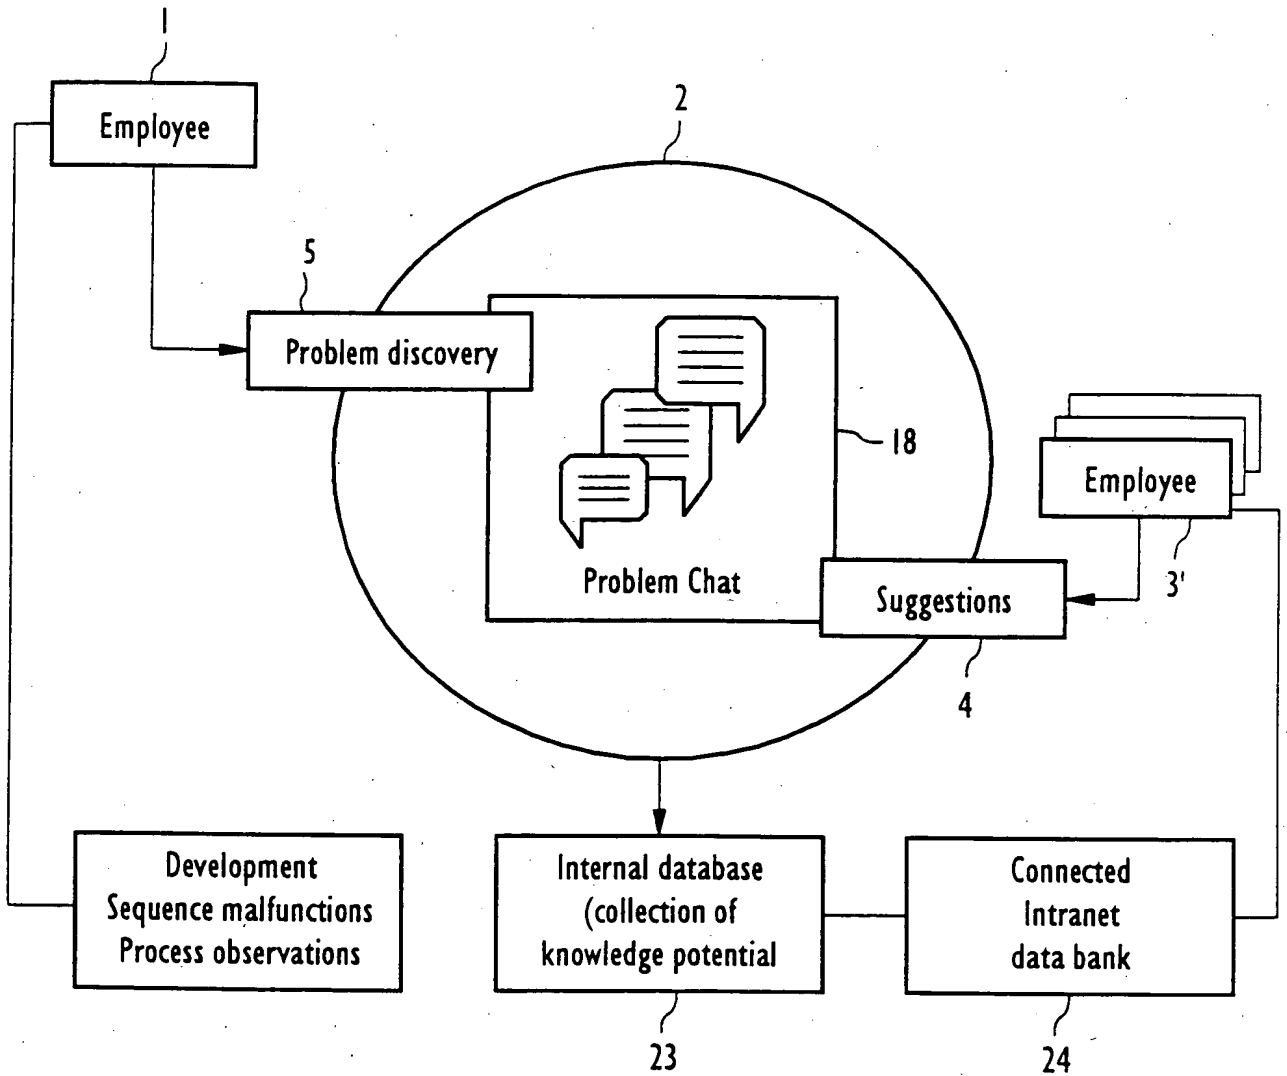 1
Employee
2
5
Problem discovery
18
Employee
3'
Problem Chat
Suggestions
4
Development
Sequence malfunctions
Process observations
Internal database
(collection of
knowledge potential
Connected
Intranet
data bank
23
24